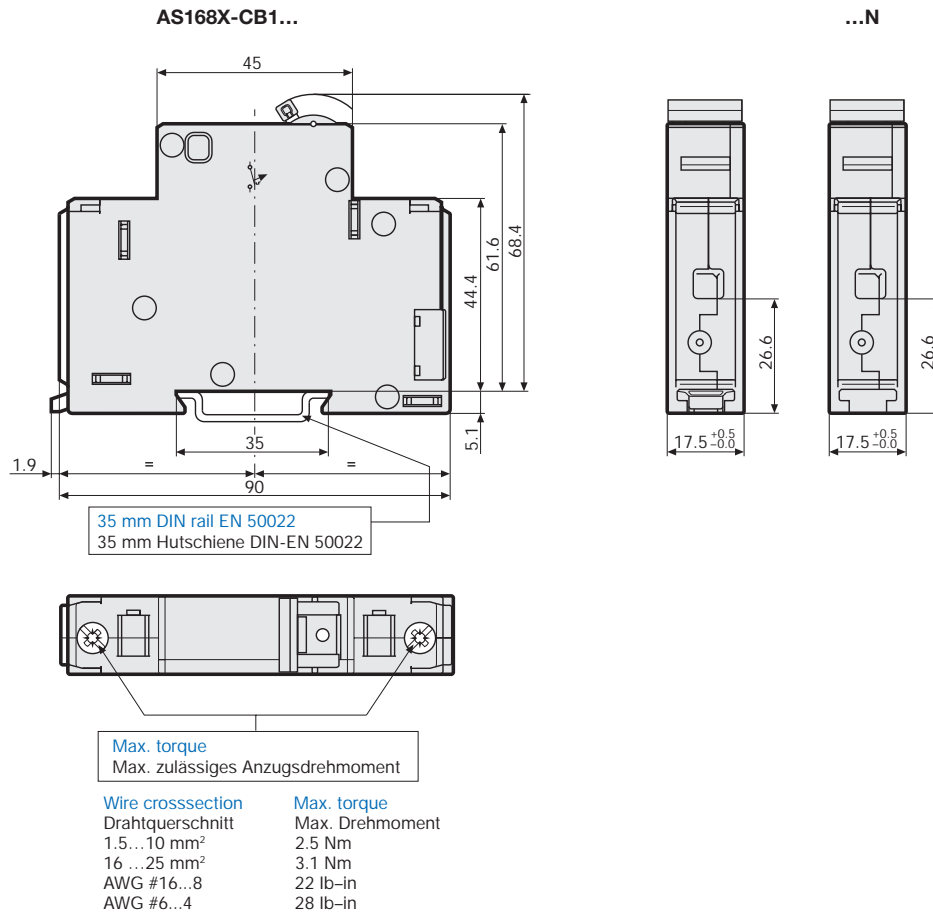 AS168X-CB1...
...N
45
68.4
61.6
44.4
5.1
35
1.9
=
=
90
26.6
26.6
17.5 +0.5 -0.0
17.5 +0.5 -0.0
35 mm DIN rail EN 50022
35 mm Hutschiene DIN-EN 50022
Max. torque
Max. zulässiges Anzugsdrehmoment
Wire crosssection Max. torque
Drahtquerschnitt Max. Drehmoment
1.5...10 mm² 2.5 Nm
16 ...25 mm² 3.1 Nm
AWG #16...8 22 lb–in
AWG #6...4 28 lb–in